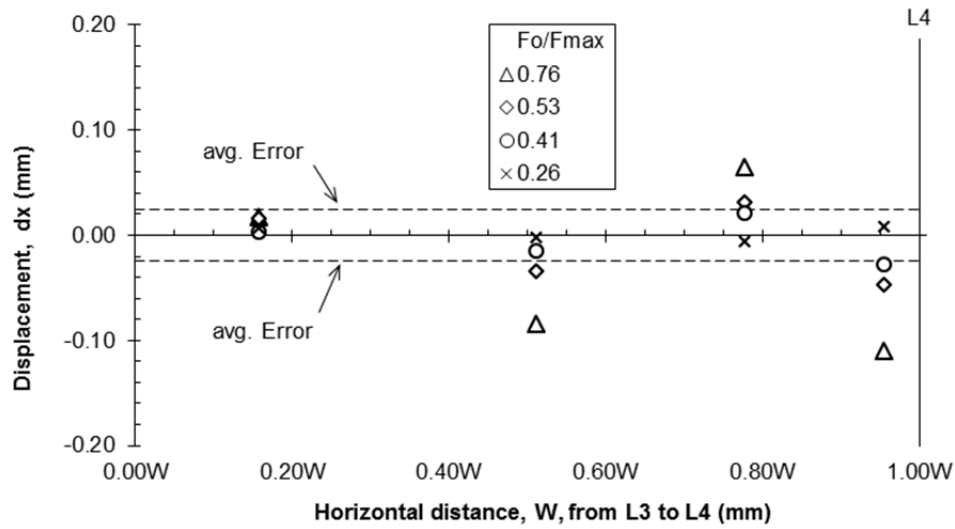 L4
0.20
Fo/Fmax
0.76
0.53
0.41
0.26
0.10
avg. Error
0.00
avg. Error
-0.10
-0.20
Displacement, dx (mm)
0.00W 0.20W 0.40W 0.60W 0.80W 1.00W
Horizontal distance, W, from L3 to L4 (mm)